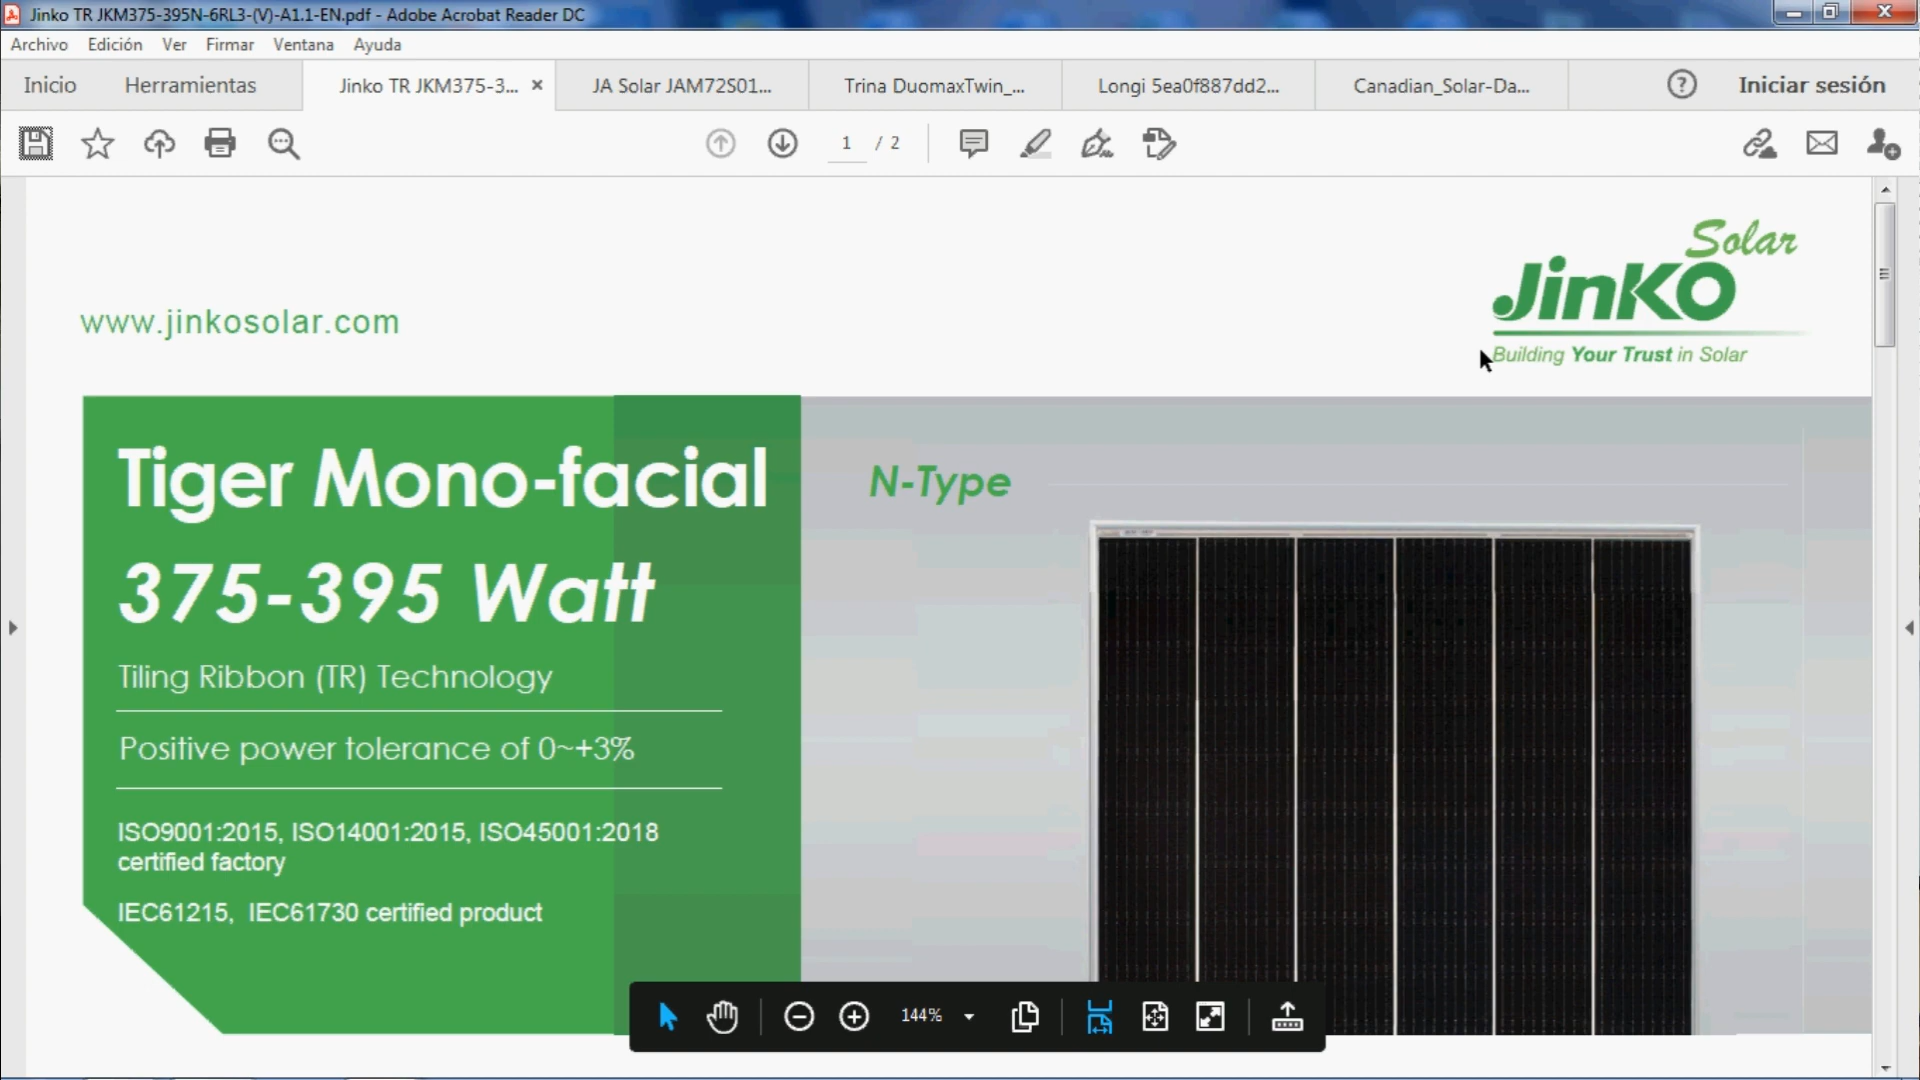 Jinko TR JKM375-395N-6RL3-(V)-A1.1-EN.pdf - Adobe Acrobat Reader DC
Archivo Edición Ver Firmar Ventana Ayuda
Inicio Herramientas Jinko TR JKM375-3... JA Solar JAM72S01... Trina DuomaxTwin_... Longi 5ea0f887dd2... Canadian_Solar-Da... Iniciar sesión
1 / 2
Solar
JinKO
Building Your Trust in Solar
www.jinkosolar.com
Tiger Mono-facial
375-395 Watt
Tiling Ribbon (TR) Technology
Positive power tolerance of 0~+3%
ISO9001:2015, ISO14001:2015, ISO45001:2018
certified factory
IEC61215, IEC61730 certified product
N-Type
144%